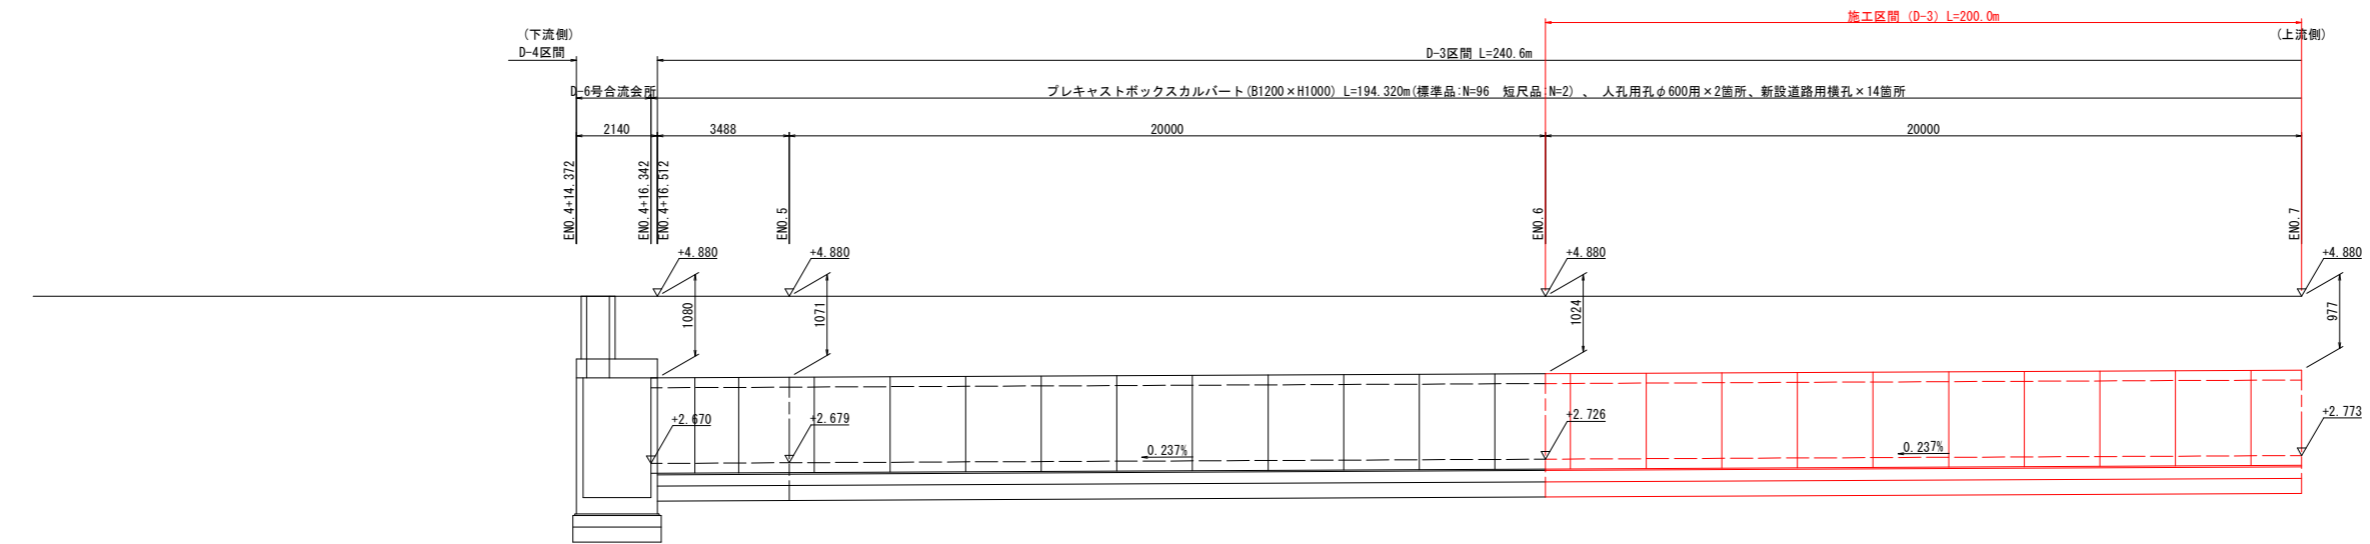 施工区間 (D-3) L=200.0m
(下流側)
(上流側)
D-4区間
D-3区間 L=240.6m
D-6号合流会所
プレキャストボックスカルバート(B1200×H1000) L=194.320m(標準品:N=96 短尺品:N=2) 、 人孔用孔φ600用×2箇所、新設道路用横孔×14箇所
2140
3488
20000
20000
ENO.4+14.372
ENO.4+16.342
ENO.4+16.512
ENO.5
ENO.6
ENO.7
+4.880
+4.880
+4.880
+4.880
1080
1071
1024
977
+2.670
+2.679
+2.726
+2.773
0.237%
0.237%